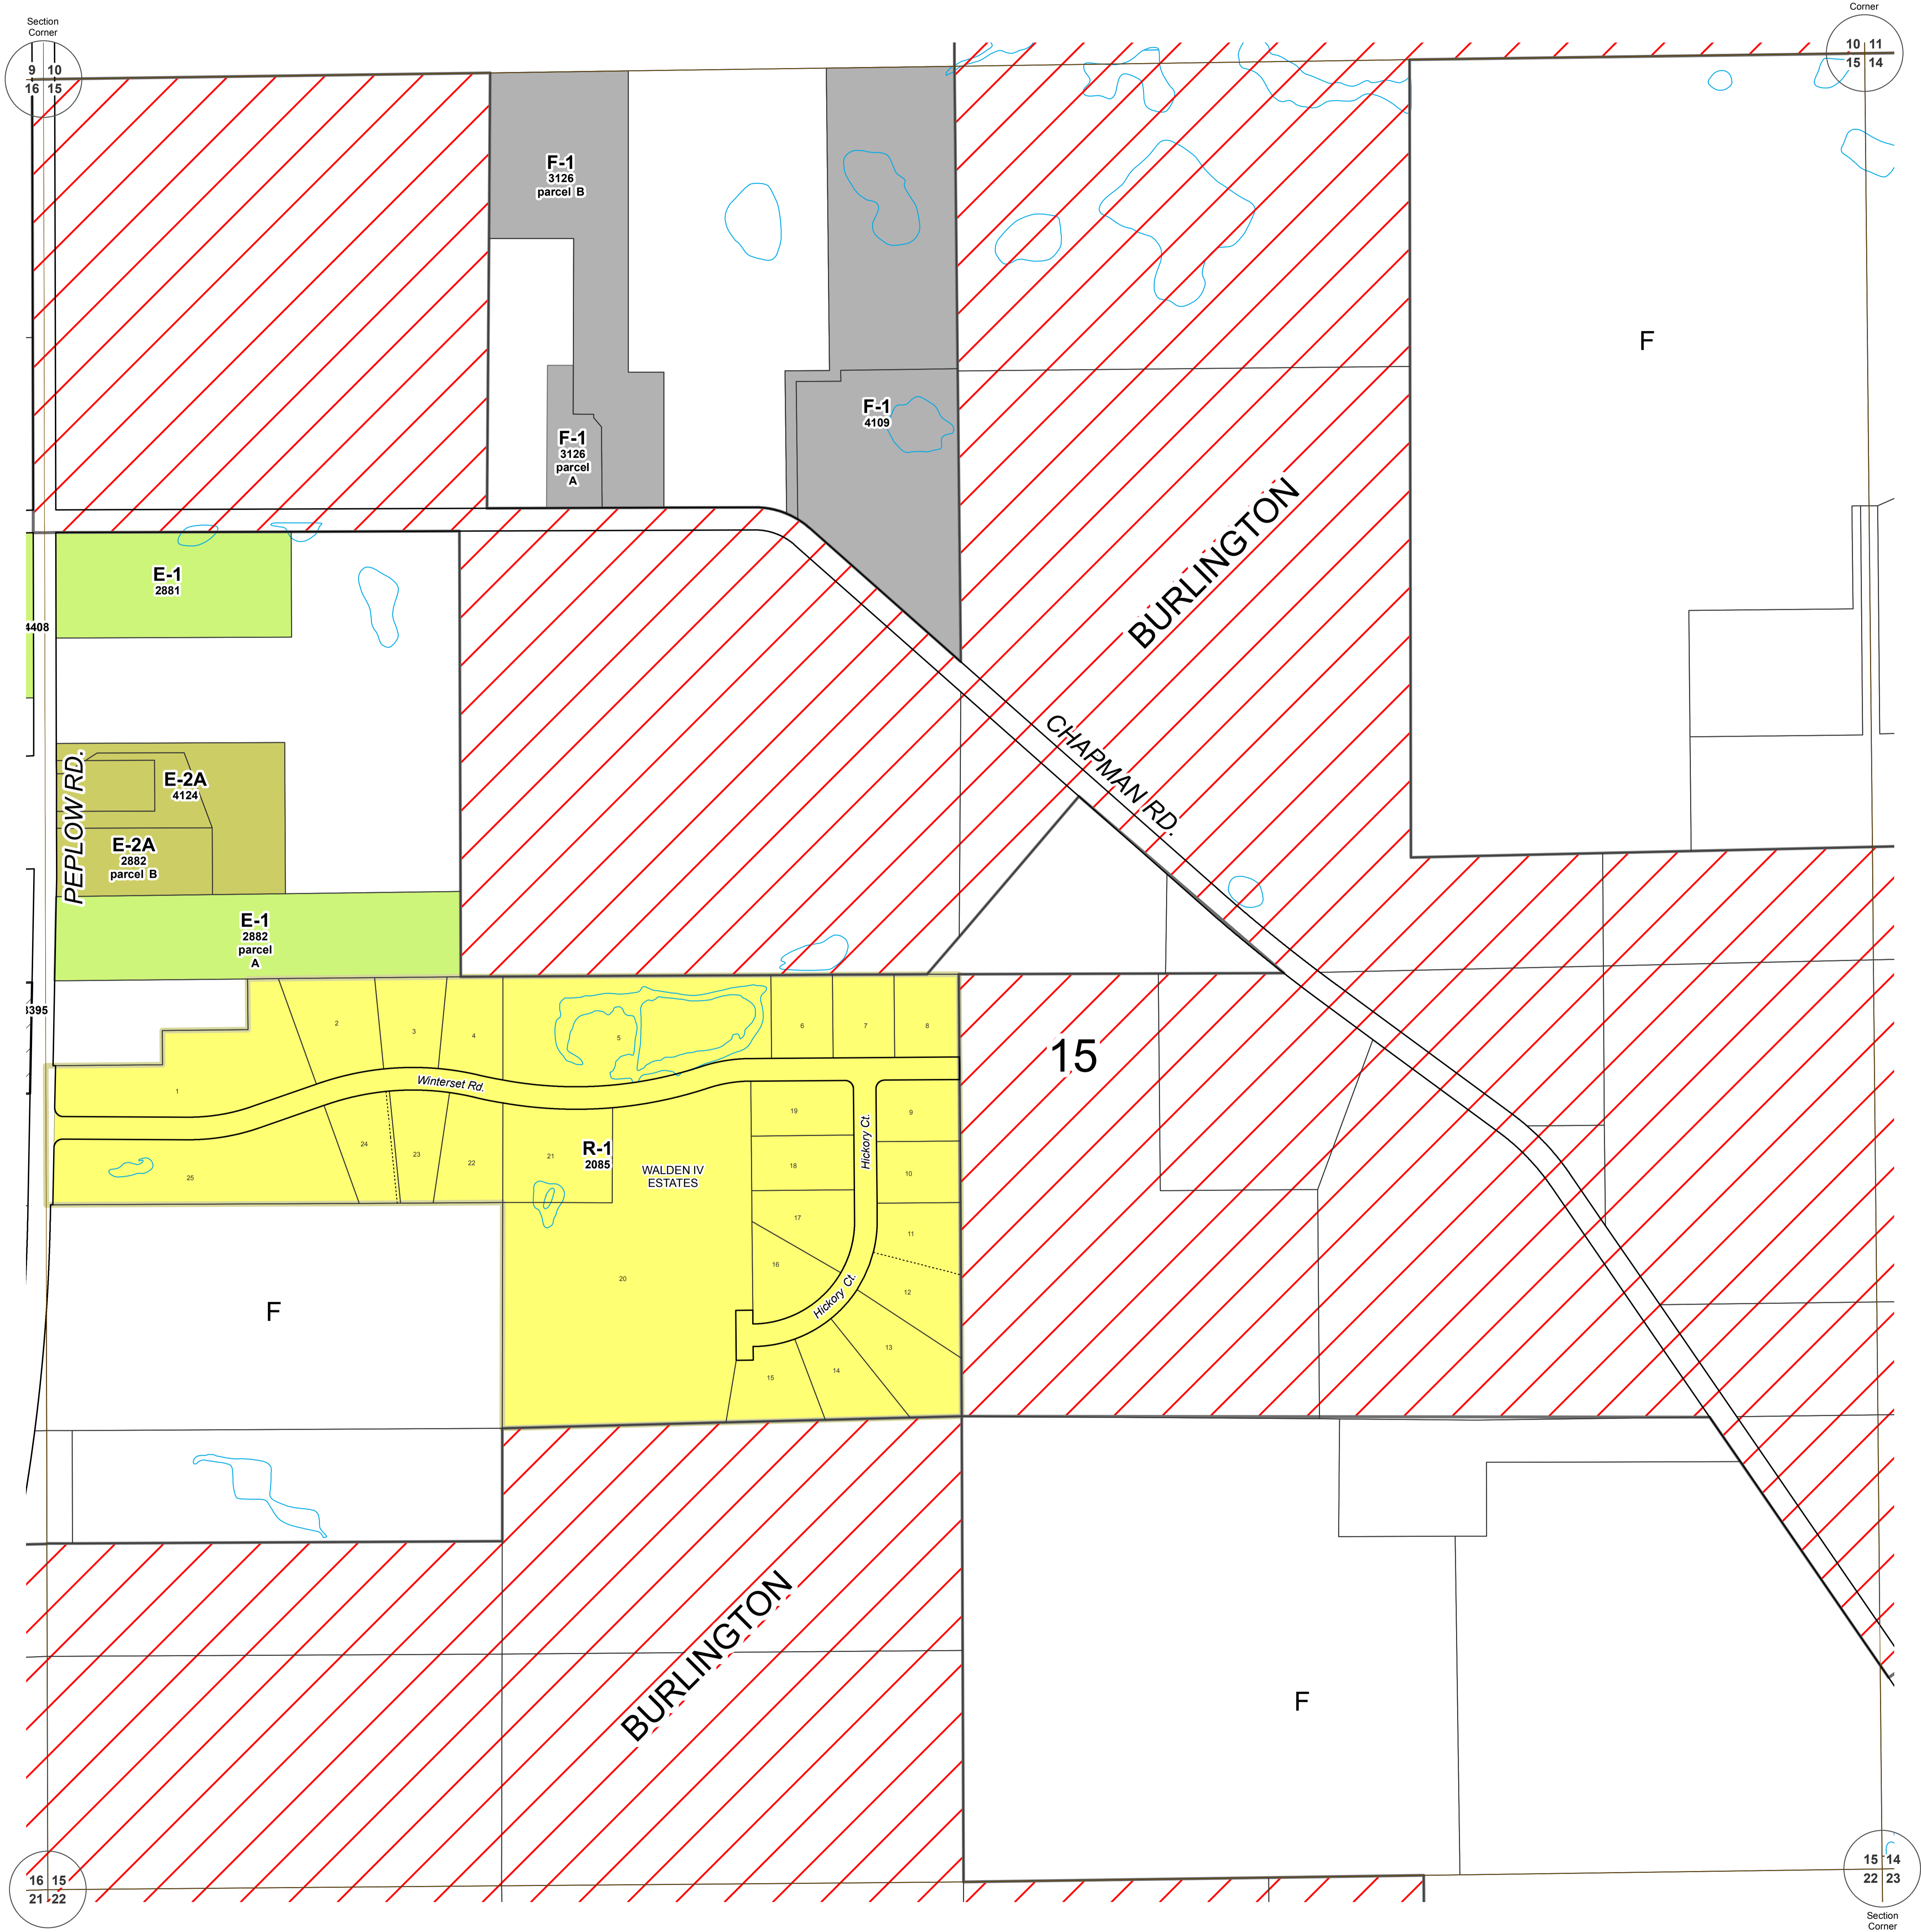 Section
Corner
Corner
9 10
16 15
10 11
15 14
F-1
3126
parcel B
F
F-1
4109
F-1
3126
parcel
A
BURLINGTON
E-1
2881
4408
CHAPMAN RD.
PEPLOW RD.
E-2A
4124
E-2A
2882
parcel B
E-1
2882
parcel
A
3395
15
2
3
4
5
6
7
8
1
Winterset Rd.
19
9
Hickory Ct.
24
23
22
21
R-1
2085
WALDEN IV
ESTATES
18
10
25
17
11
16
20
12
Hickory Ct.
F
13
14
15
BURLINGTON
F
16 15
21 22
15 14
22 23
Section
Corner